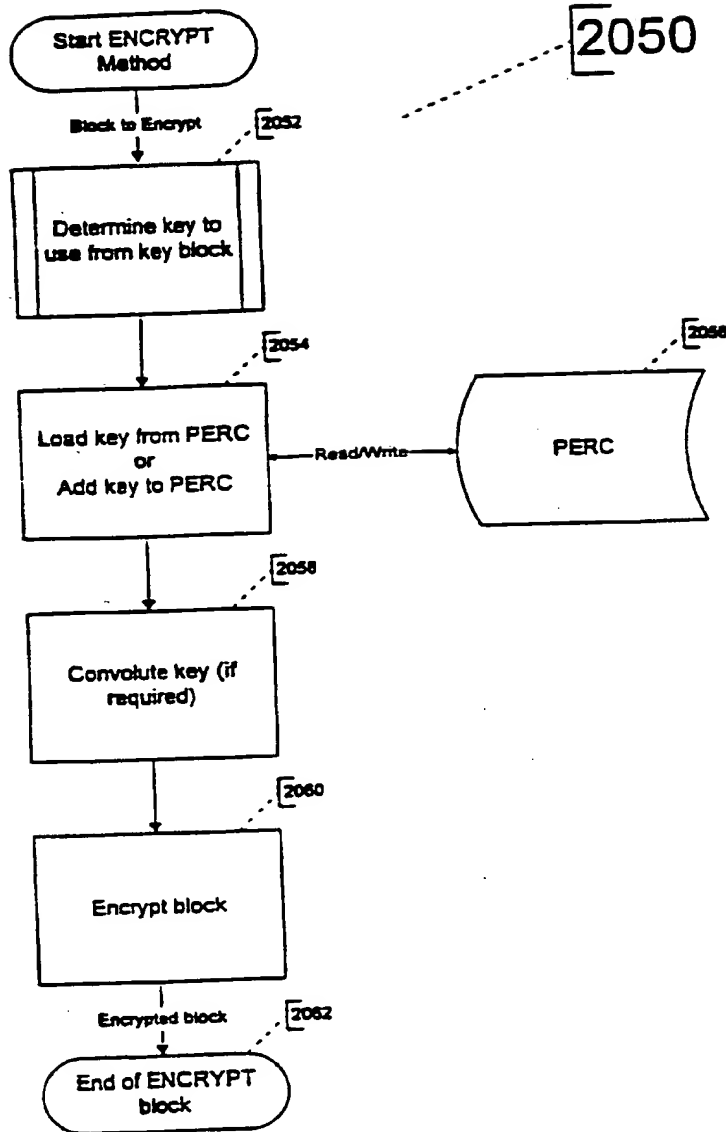 Start ENCRYPT
Method
2050
Block to Encrypt
2052
Determine key to
use from key block
2054
2056
Load key from PERC
or
Add key to PERC
Read/Write
PERC
2058
Convolute key (if
required)
2060
Encrypt block
Encrypted block
2062
End of ENCRYPT
block